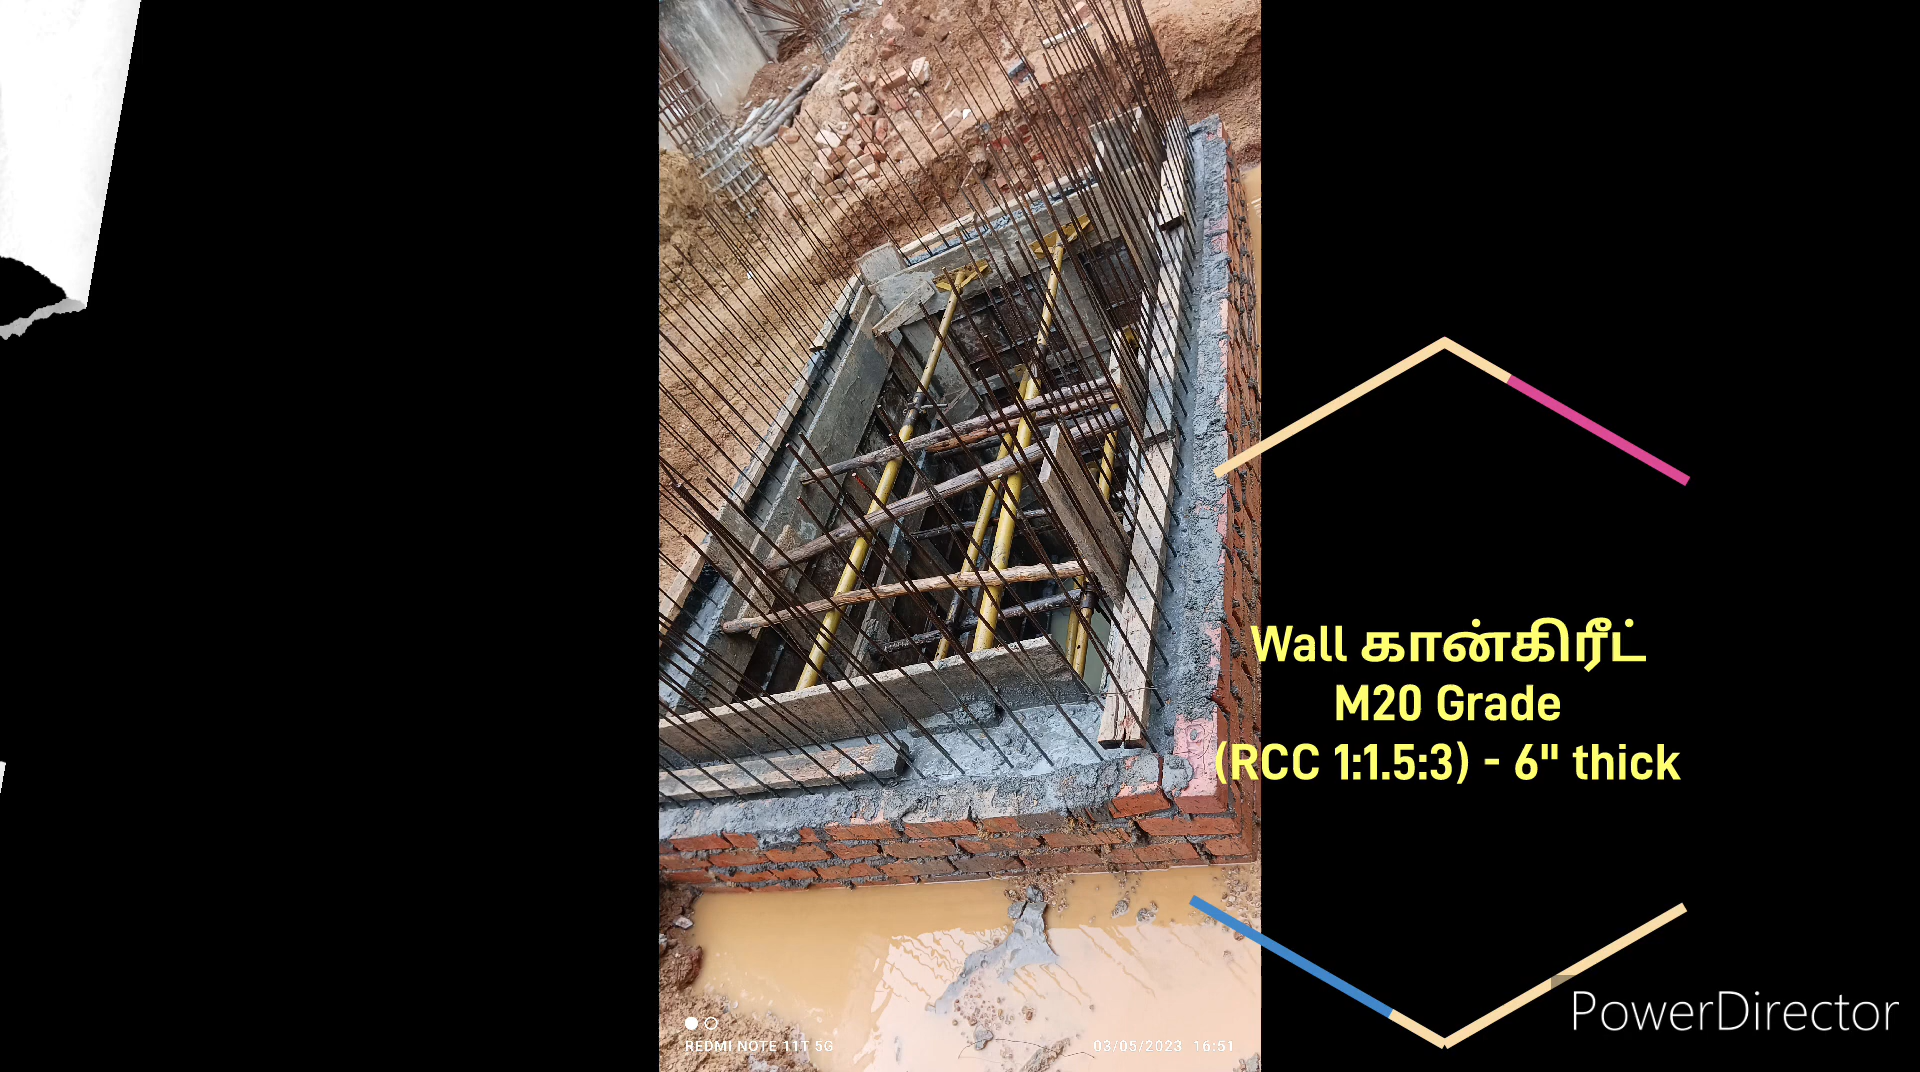 Wall கான்கிரீட்
M20 Grade
(RCC 1:1.5:3) - 6" thick
PowerDirector
REDMI NOTE 11T 5G
03/05/2023 16:51